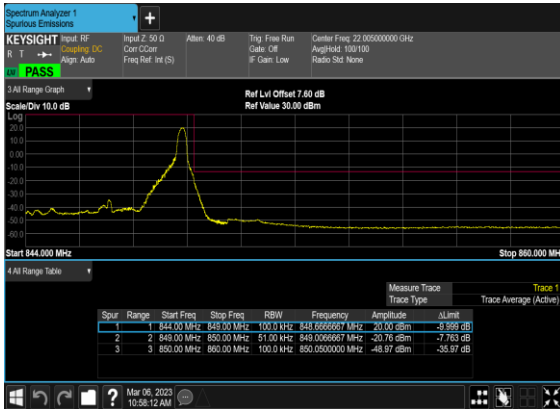 Spectrum Analyzer 1
Spurious Emissions
+
KEYSIGHT Input: RF Input Z: 50 Ω Atten: 40 dB Trig: Free Run Center Freq: 22.005000000 GHz
R T Coupling: DC Corr CCorr Gate: Off Avg|Hold: 100/100
Align: Auto Freq Ref: Int (S) IF Gain: Low Radio Std: None
PASS
3 All Range Graph Ref Lvl Offset 7.60 dB
Scale/Div 10.0 dB Ref Value 30.00 dBm
Log
20.0
10.0
0.00
-10.0
-20.0
-30.0
-40.0
-50.0
-60.0
Start 844.000 MHz Stop 860.000 MH
4 All Range Table
Measure Trace Trace 1
Trace Type Trace Average (Active)
Spur Range Start Freq Stop Freq RBW Frequency Amplitude ΔLimit
1 1 844.00 MHz 849.00 MHz 100.0 kHz 848.6666667 MHz 20.00 dBm -9.999 dB
2 2 849.00 MHz 850.00 MHz 51.00 kHz 849.0066667 MHz -20.76 dBm -7.763 dB
3 3 850.00 MHz 860.00 MHz 100.0 kHz 850.0500000 MHz -48.97 dBm -35.97 dB
? Mar 06, 2023
10:58:12 AM